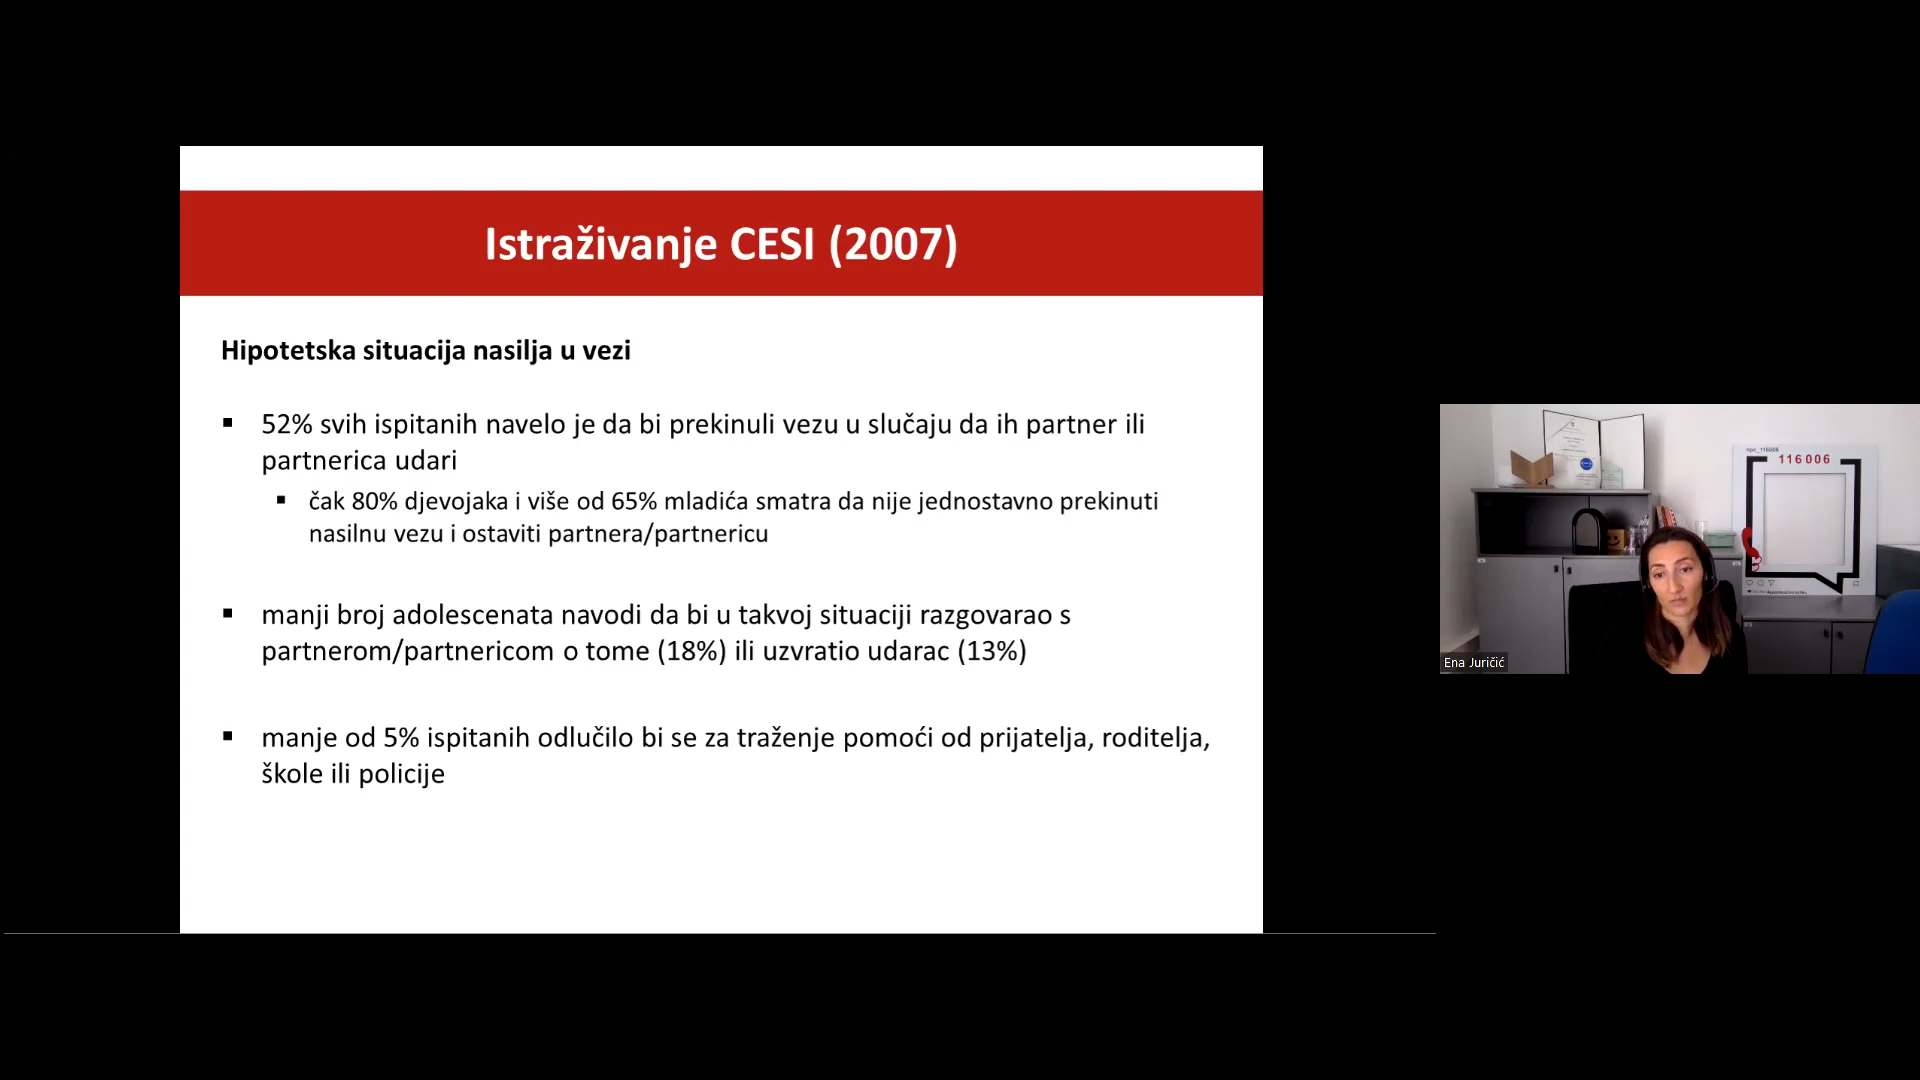 Istraživanje CESI (2007)
Hipotetska situacija nasilja u vezi
▪ 52% svih ispitanih navelo je da bi prekinuli vezu u slučaju da ih partner ili
partnerica udari
▪ čak 80% djevojaka i više od 65% mladića smatra da nije jednostavno prekinuti
nasilnu vezu i ostaviti partnera/partnericu
▪ manji broj adolescenata navodi da bi u takvoj situaciji razgovarao s
partnerom/partnericom o tome (18%) ili uzvratio udarac (13%)
▪ manje od 5% ispitanih odlučilo bi se za traženje pomoći od prijatelja, roditelja,
škole ili policije
116 006
Ena Juričić